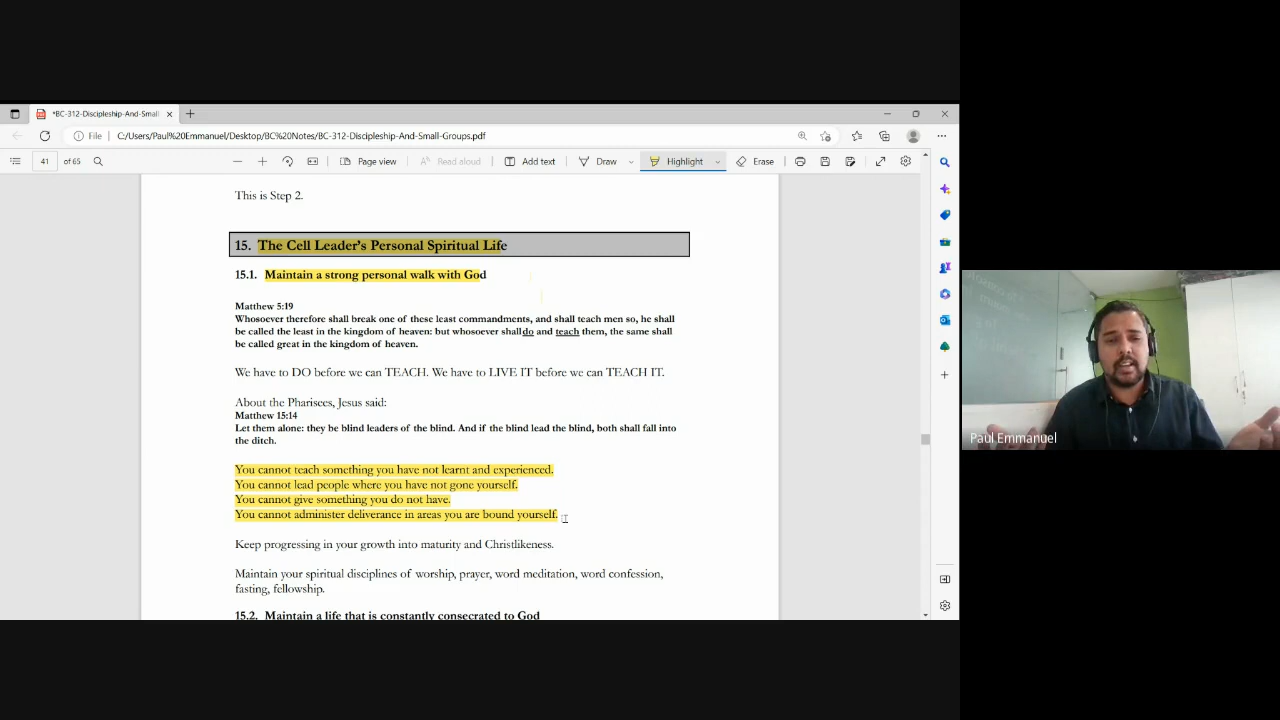 *BC-312-Discipleship-And-Small
File
C:/Users/Paul%20Emmanuel/Desktop/BC%20Notes/BC-312-Discipleship-And-Small-Groups.pdf
41 of 65
Page view
Read aloud
Add text
Draw
Highlight
Erase
This is Step 2.
15. The Cell Leader's Personal Spiritual Life
15.1. Maintain a strong personal walk with God
Matthew 5:19
Whosoever therefore shall break one of these least commandments, and shall teach men so, he shall
be called the least in the kingdom of heaven: but whosoever shall do and teach them, the same shall
be called great in the kingdom of heaven.
We have to DO before we can TEACH. We have to LIVE IT before we can TEACH IT.
About the Pharisees, Jesus said:
Matthew 15:14
Let them alone: they be blind leaders of the blind. And if the blind lead the blind, both shall fall into
the ditch.
You cannot teach something you have not learnt and experienced.
You cannot lead people where you have not gone yourself.
You cannot give something you do not have.
You cannot administer deliverance in areas you are bound yourself.
Keep progressing in your growth into maturity and Christlikeness.
Maintain your spiritual disciplines of worship, prayer, word meditation, word confession,
fasting, fellowship.
15.2. Maintain a life that is constantly consecrated to God
Paul Emmanuel